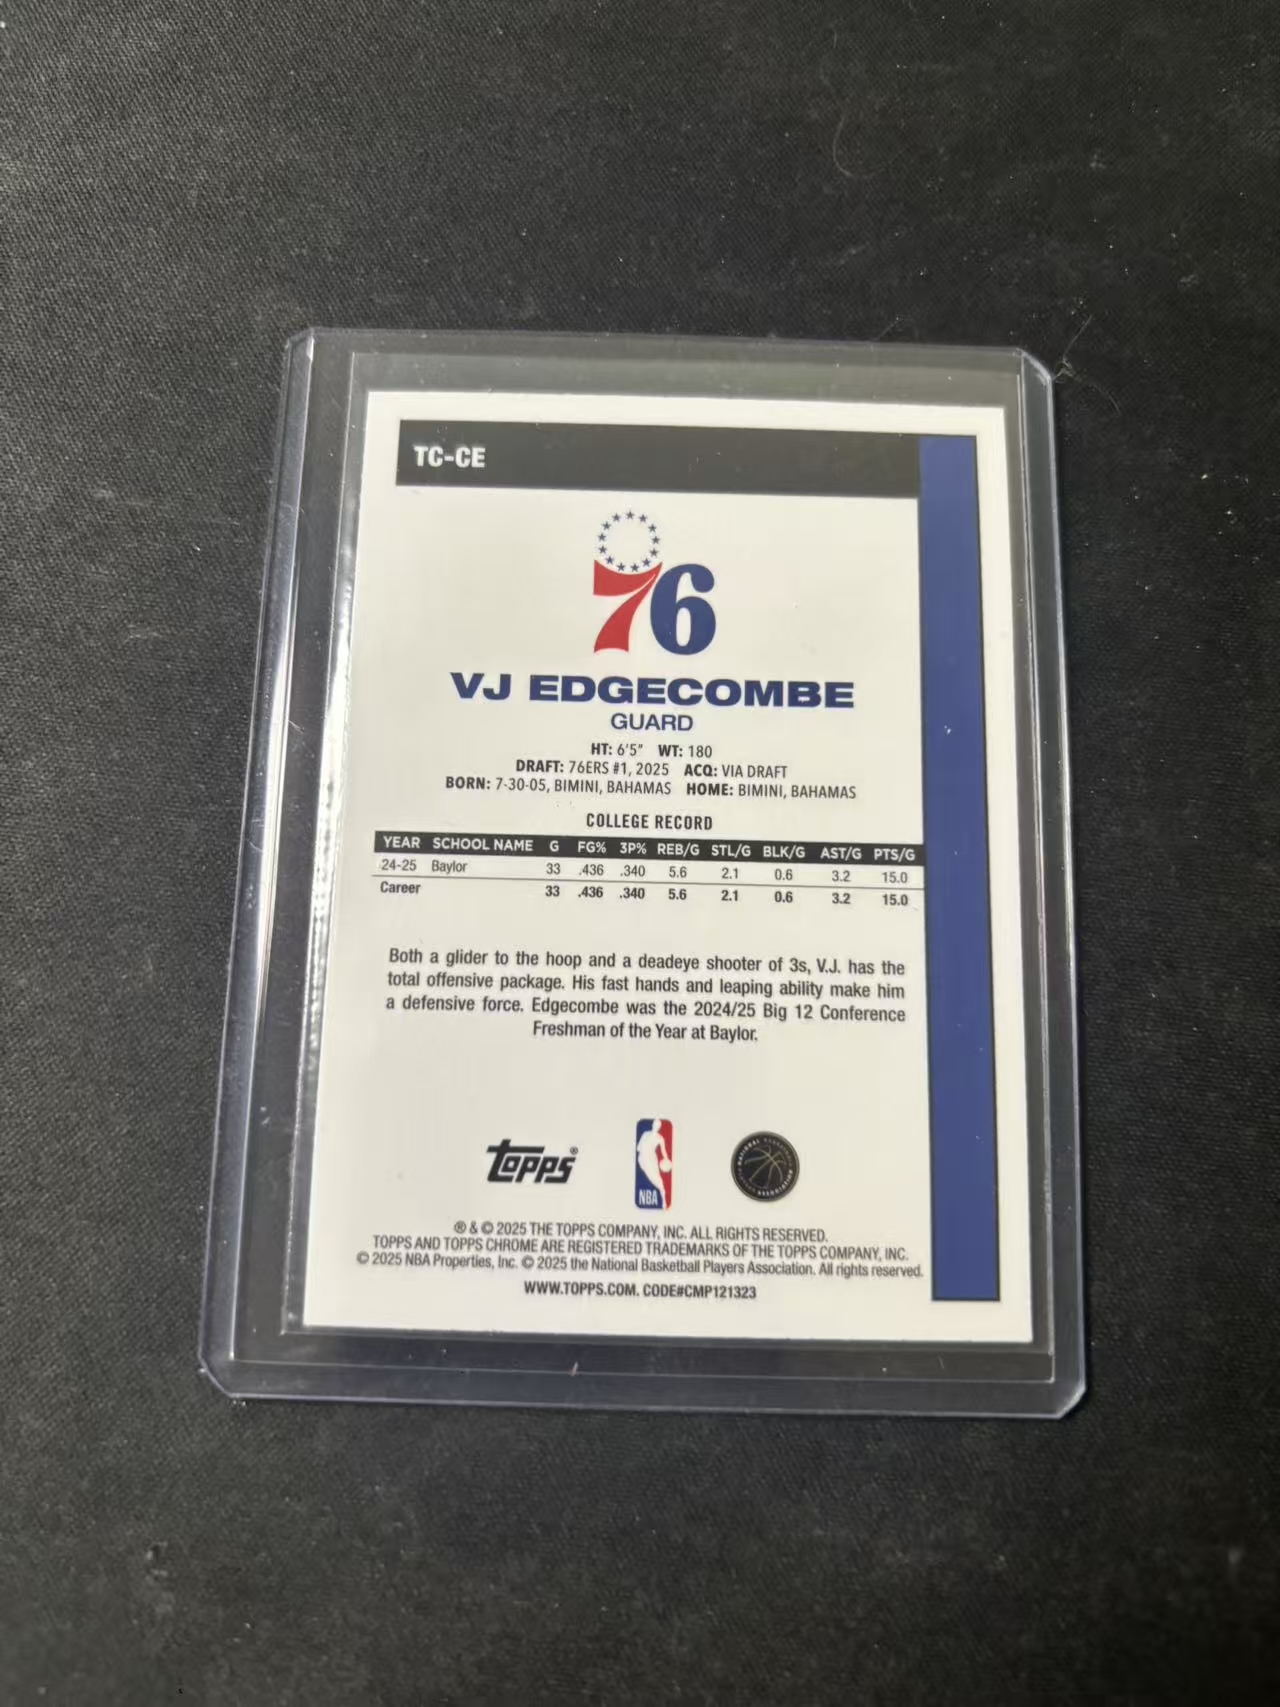 TC-CE
76
VJ EDGECOMBE
GUARD
HT: 6'5" WT: 180
DRAFT: 76ERS #1, 2025 ACQ: VIA DRAFT
BORN: 7-30-05, BIMINI, BAHAMAS HOME: BIMINI, BAHAMAS
COLLEGE RECORD
YEAR SCHOOL NAME G FG% 3P% REB/G STL/G BLK/G AST/G PTS/G
24-25 Baylor 33 .436 .340 5.6 2.1 0.6 3.2 15.0
Career 33 .436 .340 5.6 2.1 0.6 3.2 15.0
Both a glider to the hoop and a deadeye shooter of 3s, V.J. has the
total offensive package. His fast hands and leaping ability make him
a defensive force. Edgecombe was the 2024/25 Big 12 Conference
Freshman of the Year at Baylor.
topps®
NBA
® & © 2025 THE TOPPS COMPANY, INC. ALL RIGHTS RESERVED.
TOPPS AND TOPPS CHROME ARE REGISTERED TRADEMARKS OF THE TOPPS COMPANY, INC.
© 2025 NBA Properties, Inc. © 2025 the National Basketball Players Association. All rights reserved.
WWW.TOPPS.COM. CODE#CMP121323